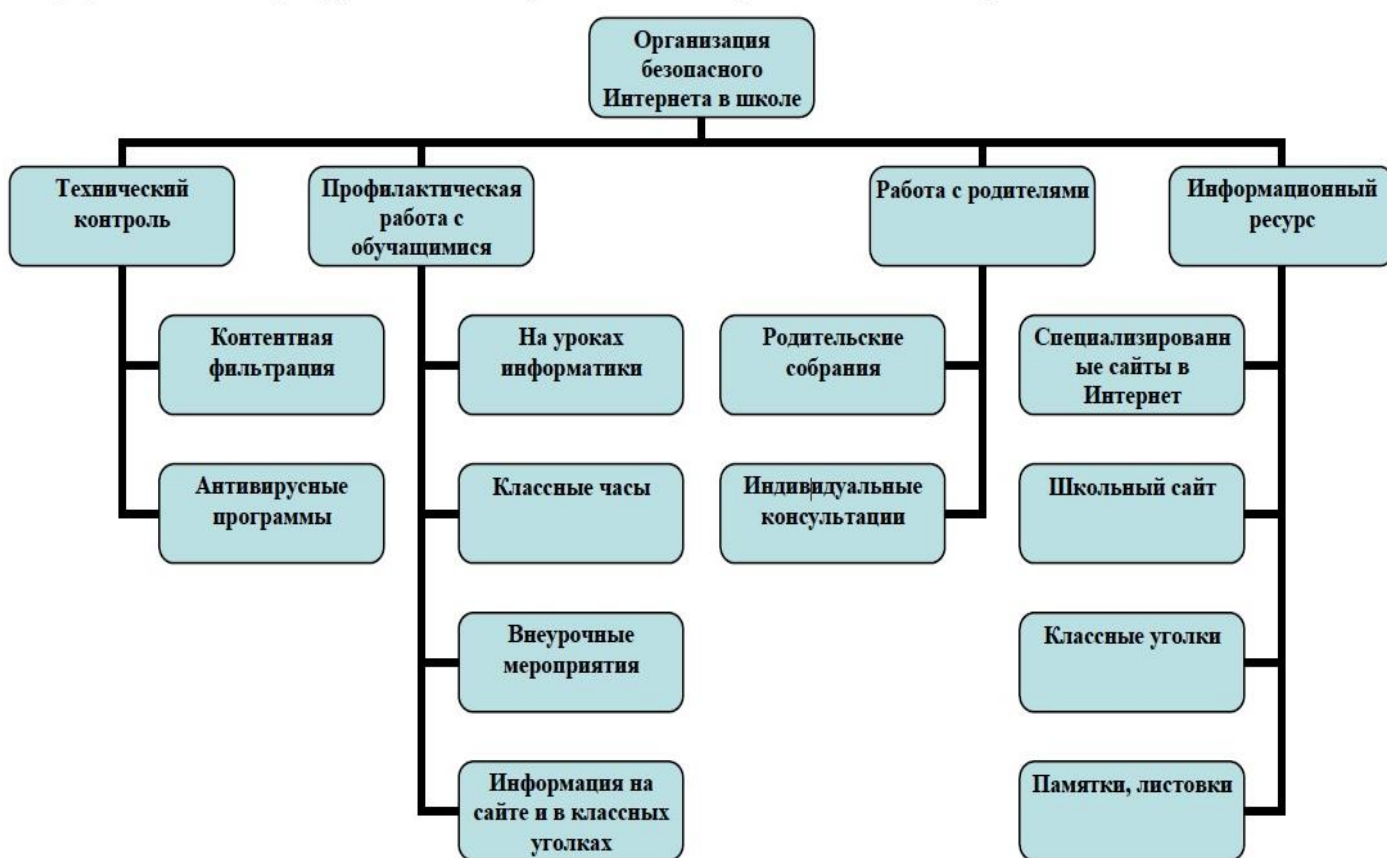 Организация
безопасного
Интернета в школе
Технический
контроль
Профилактическая
работа с
обучащимися
Работа с родителями
Информационный
ресурс
Контентная
фильтрация
На уроках
информатики
Родительские
собрания
Специализированн
ые сайты в
Интернет
Антивирусные
программы
Классные часы
Индивидуальные
консультации
Школьный сайт
Внеурочные
мероприятия
Классные уголки
Информация на
сайте и в классных
уголках
Памятки, листовки